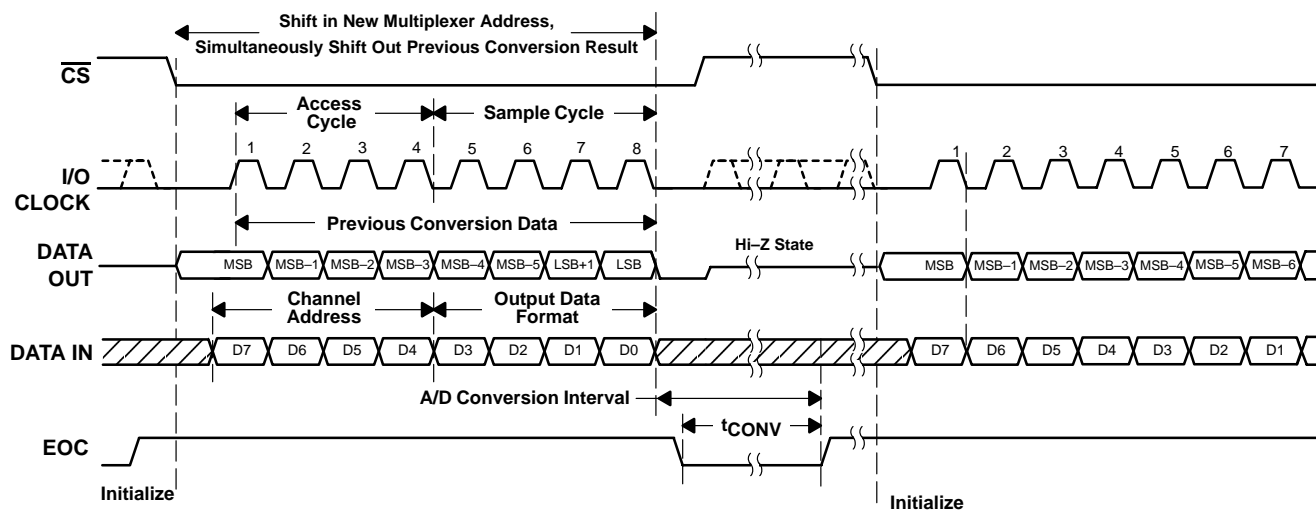 Shift in New Multiplexer Address,
Simultaneously Shift Out Previous Conversion Result
CS
Access
Cycle
Sample Cycle
1 2 3 4 5 6 7 8 1 2 3 4 5 6 7
I/O
CLOCK
Previous Conversion Data
DATA
OUT
Hi–Z State
MSB MSB–1 MSB–2 MSB–3 MSB–4 MSB–5 LSB+1 LSB MSB MSB–1 MSB–2 MSB–3 MSB–4 MSB–5 MSB–6
Channel
Address
Output Data
Format
DATA IN
D7 D6 D5 D4 D3 D2 D1 D0 D7 D6 D5 D4 D3 D2 D1
A/D Conversion Interval
tCONV
EOC
Initialize
Initialize